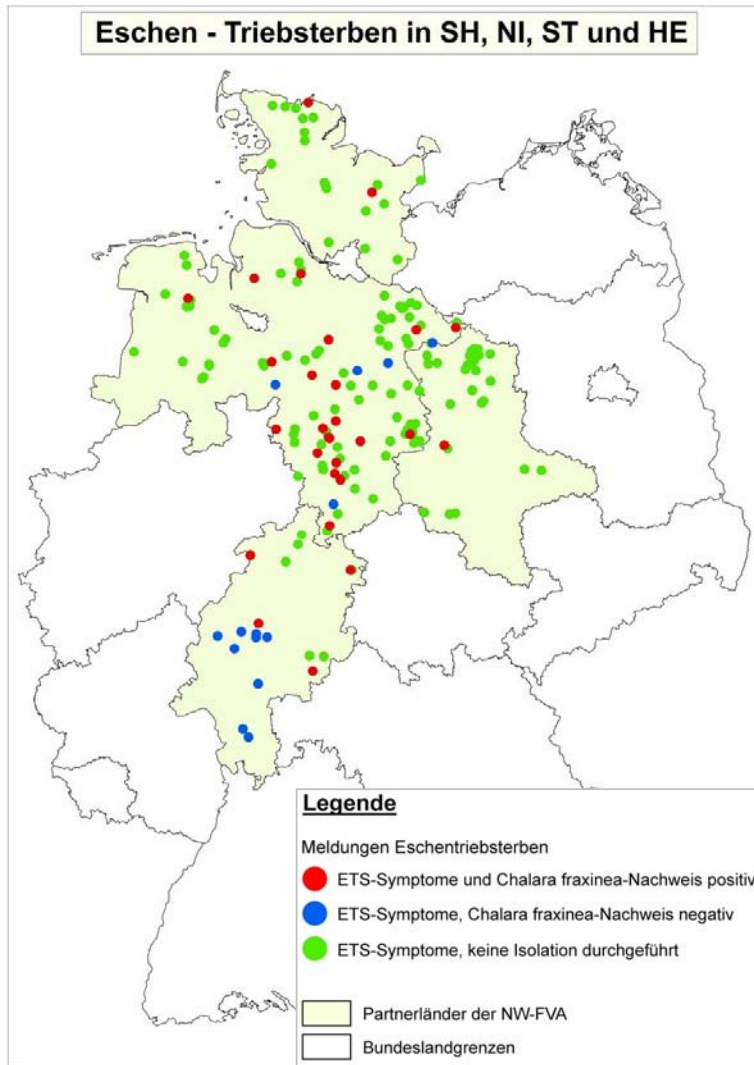 Eschen - Triebsterben in SH, NI, ST und HE
Legende
Meldungen Eschentriebsterben
ETS-Symptome und Chalara fraxinea-Nachweis positiv
ETS-Symptome, Chalara fraxinea-Nachweis negativ
ETS-Symptome, keine Isolation durchgeführt
Partnerländer der NW-FVA
Bundeslandgrenzen